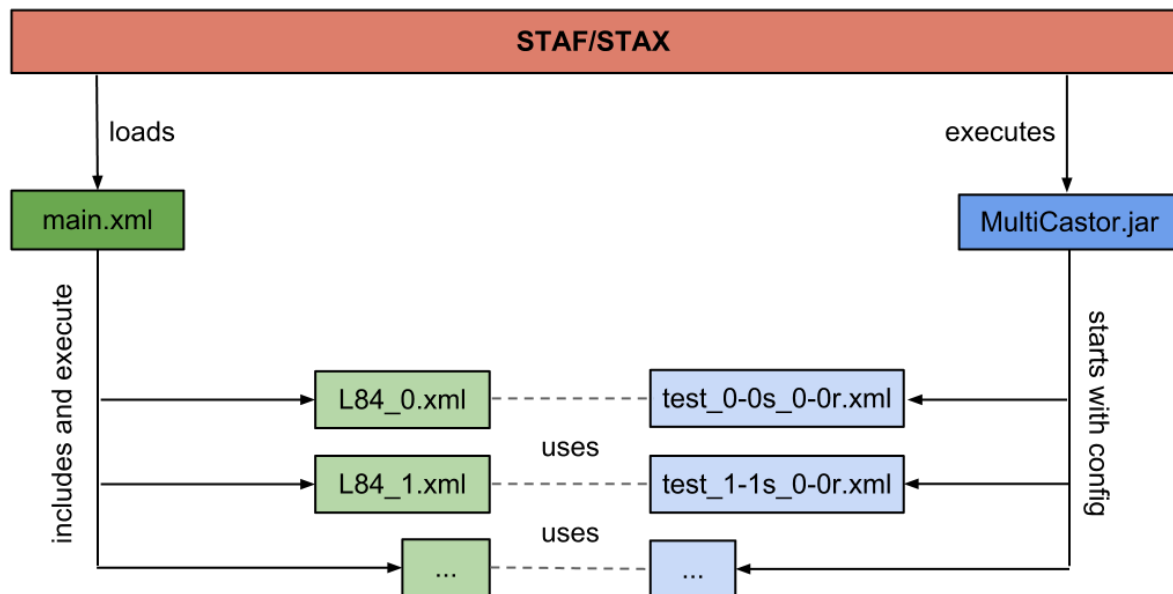 STAF/STAX
loads
executes
main.xml
MultiCastor.jar
includes and execute
starts with config
L84_0.xml
test_0-0s_0-0r.xml
uses
L84_1.xml
test_1-1s_0-0r.xml
uses
...
...